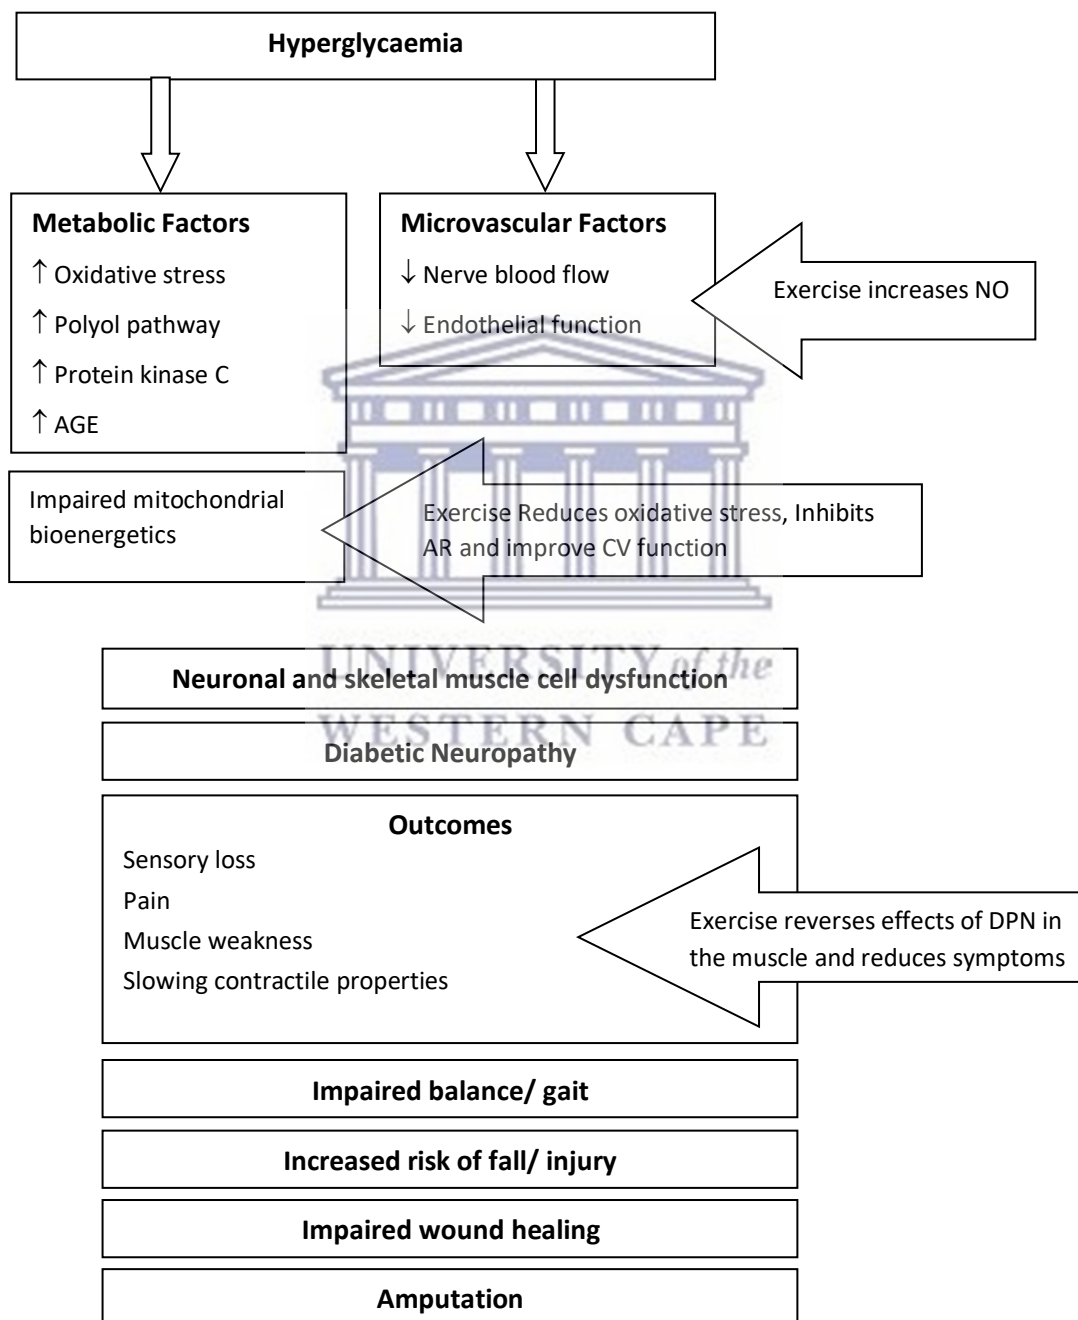 Hyperglycaemia
Metabolic Factors
↑ Oxidative stress
↑ Polyol pathway
↑ Protein kinase C
↑ AGE
Microvascular Factors
↓ Nerve blood flow
↓ Endothelial function
Exercise increases NO
Impaired mitochondrial
bioenergetics
Exercise Reduces oxidative stress, Inhibits
AR and improve CV function
UNIVERSITY of the
WESTERN CAPE
Neuronal and skeletal muscle cell dysfunction
Diabetic Neuropathy
Outcomes
Sensory loss
Pain
Muscle weakness
Slowing contractile properties
Exercise reverses effects of DPN in
the muscle and reduces symptoms
Impaired balance/ gait
Increased risk of fall/ injury
Impaired wound healing
Amputation